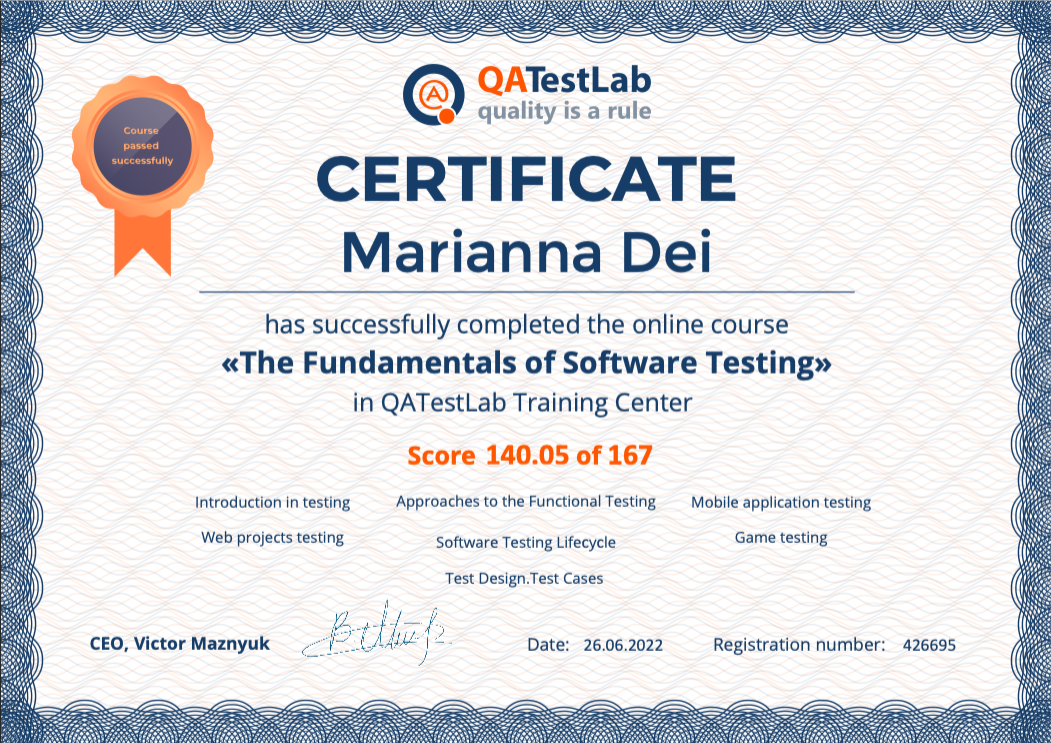 QATestLab
quality is a rule
Course
passed
successfully
CERTIFICATE
Marianna Dei
has successfully completed the online course
«The Fundamentals of Software Testing»
in QATestLab Training Center
Score 140.05 of 167
Introduction in testing
Approaches to the Functional Testing
Mobile application testing
Web projects testing
Software Testing Lifecycle
Game testing
Test Design.Test Cases
CEO, Victor Maznyuk
Date: 26.06.2022
Registration number: 426695